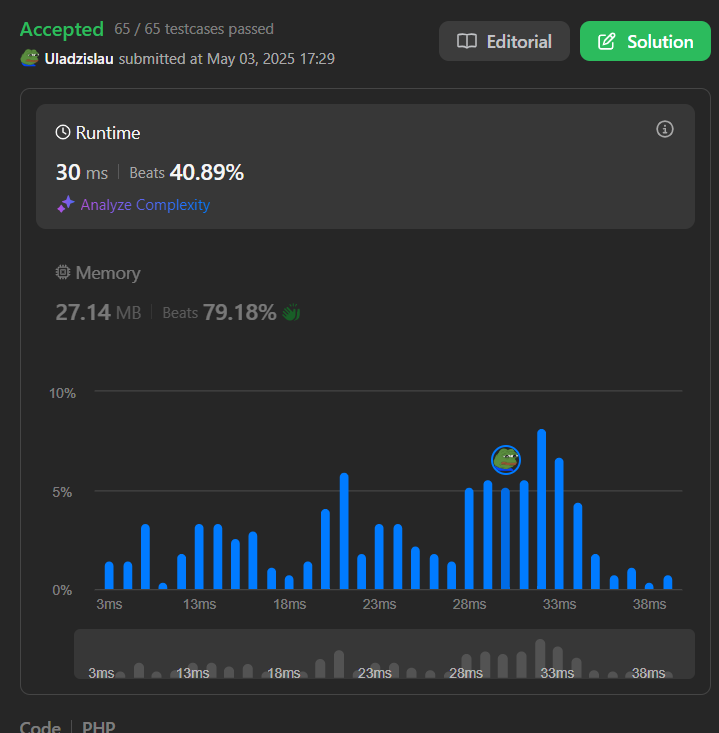 Accepted 65 / 65 testcases passed
Editorial
Solution
Uladzislau submitted at May 03, 2025 17:29
Runtime
30 ms | Beats 40.89%
Analyze Complexity
Memory
27.14 MB | Beats 79.18%
10%
5%
0%
3ms 13ms 18ms 23ms 28ms 33ms 38ms
3ms 13ms 18ms 23ms 28ms 33ms 38ms
Code | PHP